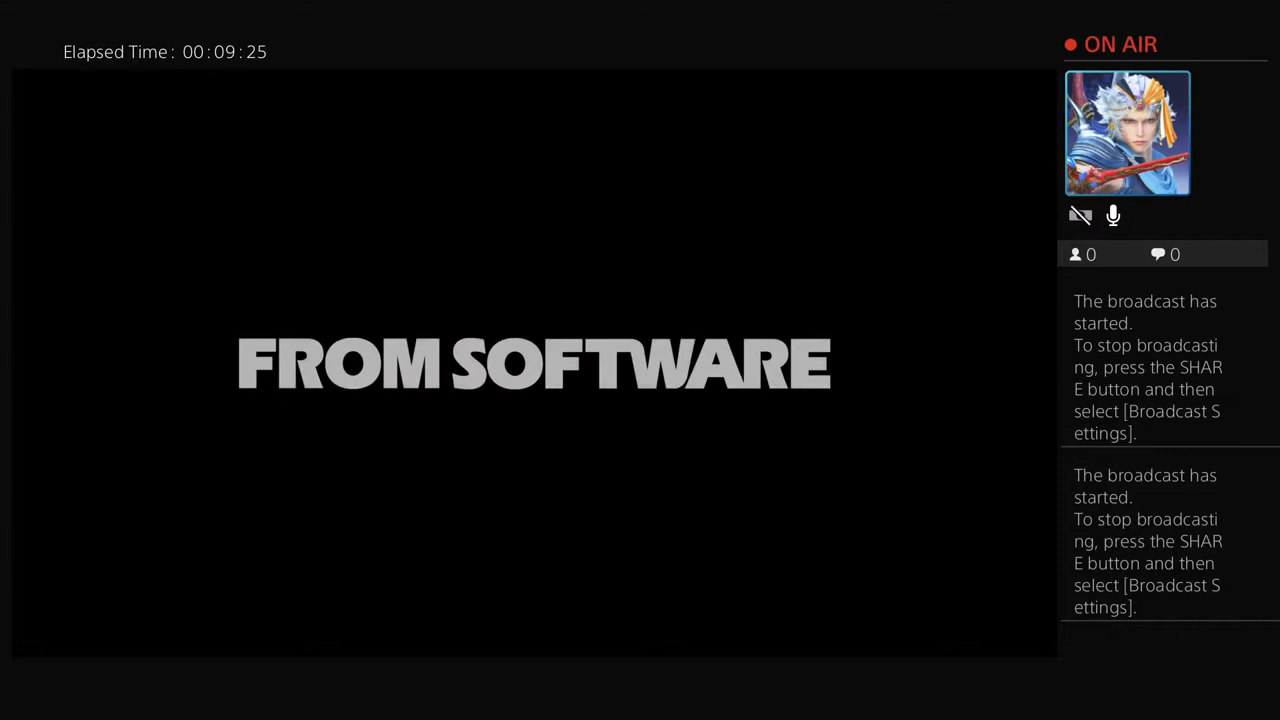 Elapsed Time: 00:09:25
ON AIR
0
0
FROM SOFTWARE
The broadcast has
started.
To stop broadcasti
ng, press the SHAR
E button and then
select [Broadcast S
ettings].
The broadcast has
started.
To stop broadcasti
ng, press the SHAR
E button and then
select [Broadcast S
ettings].